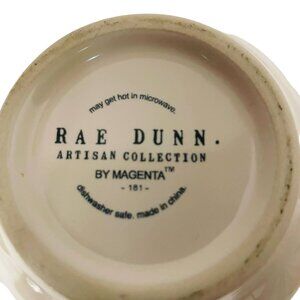 may get hot in microwave.
RAE DUNN.
ARTISAN COLLECTION
BY MAGENTA™
- 181 -
dishwasher safe. made in china.